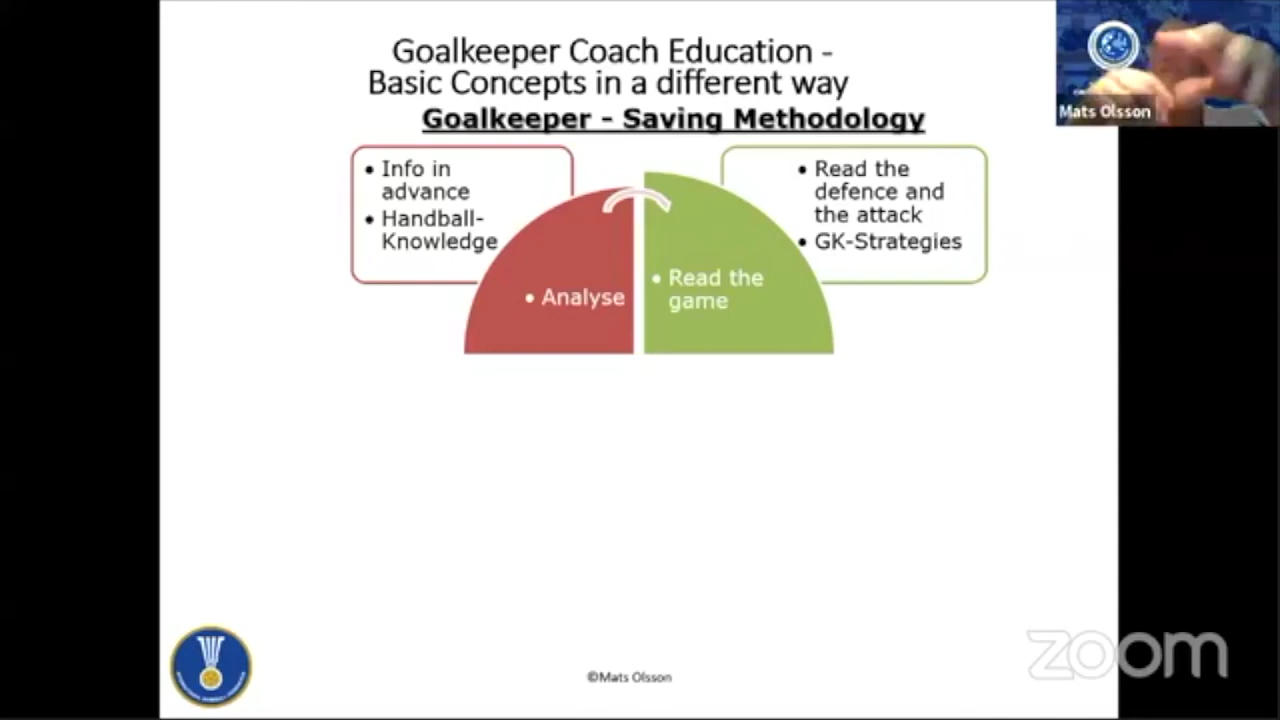 Goalkeeper Coach Education -
Basic Concepts in a different way
Goalkeeper - Saving Methodology
Mats Olsson
• Info in
advance
• Handball-
Knowledge
• Read the
defence and
the attack
• GK-Strategies
• Analyse
• Read the
game
©Mats Olsson
zoom